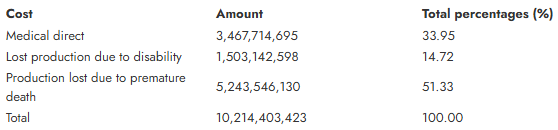 Cost Amount Total percentages (%)
Medical direct 3,467,714,695 33.95
Lost production due to disability 1,503,142,598 14.72
Production lost due to premature
death 5,243,546,130 51.33
Total 10,214,403,423 100.00